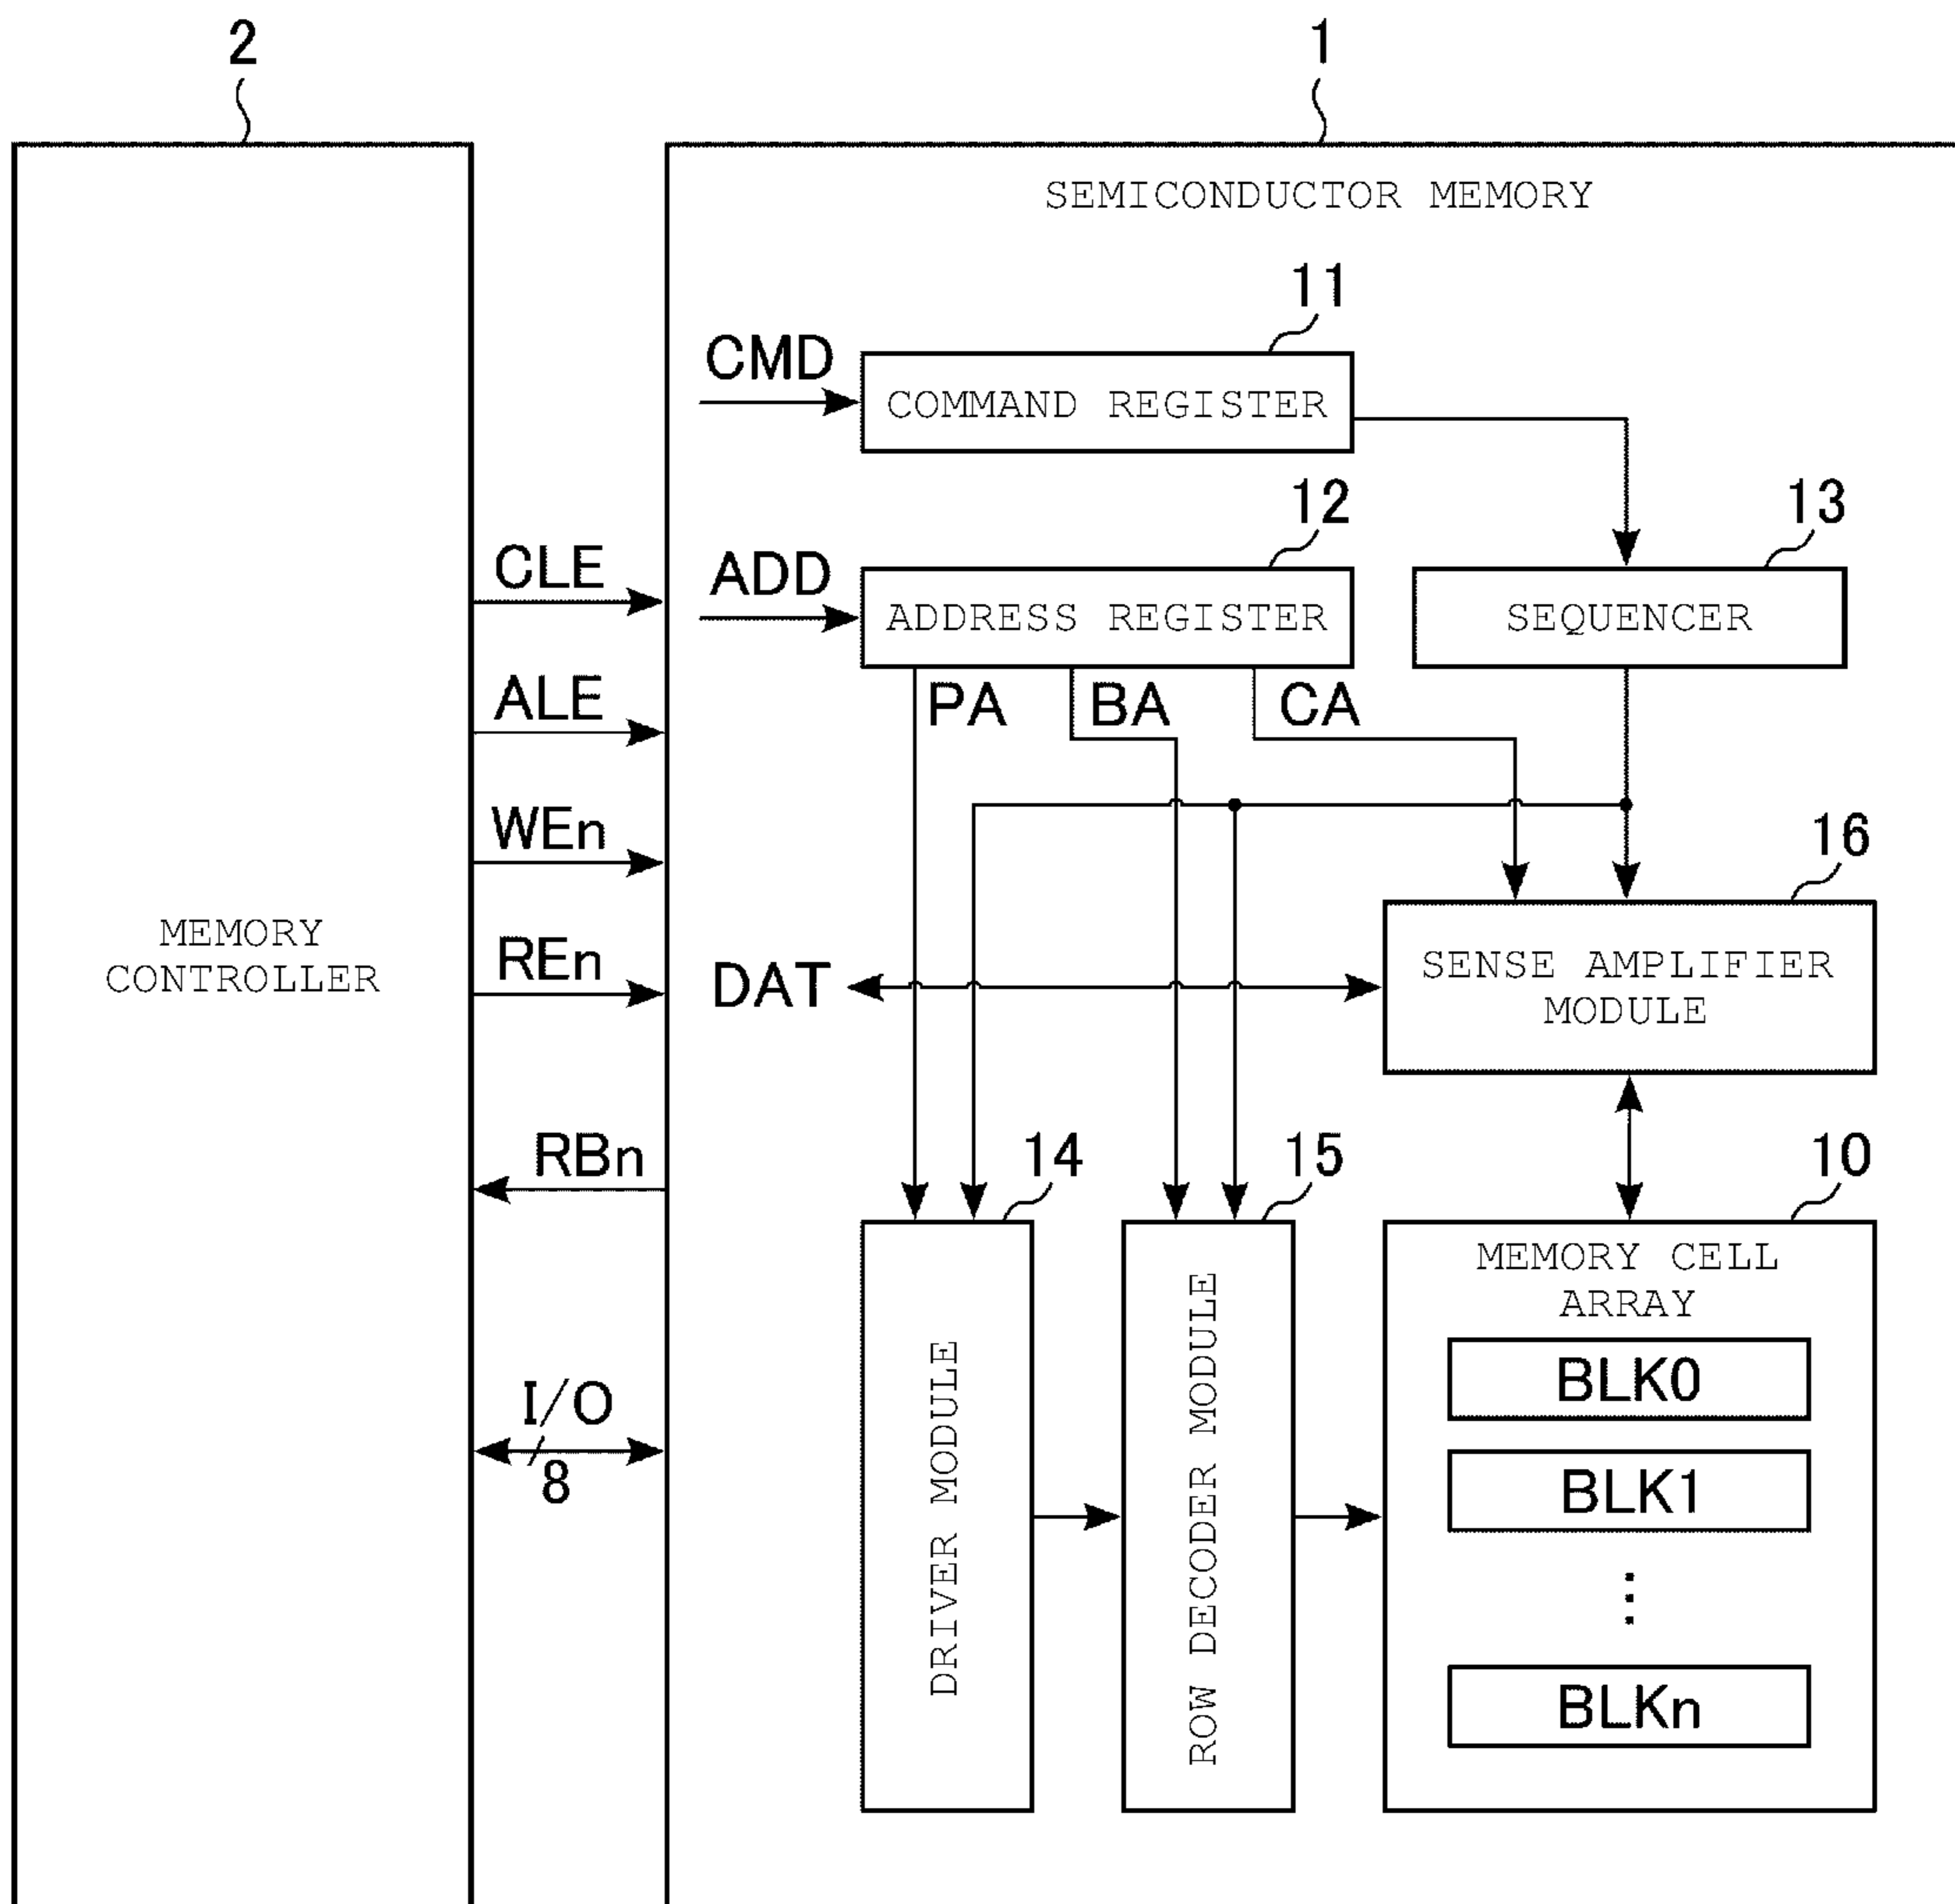 2
1
SEMICONDUCTOR MEMORY
11
CMD
COMMAND REGISTER
12
13
CLE
ADD
ADDRESS REGISTER
SEQUENCER
ALE
PA
BA
CA
WEn
16
MEMORY
CONTROLLER
REn
DAT
SENSE AMPLIFIER
MODULE
RBn
14
15
10
DRIVER MODULE
ROW DECODER MODULE
MEMORY CELL
ARRAY
BLK0
I/O
8
BLK1
⋮
BLKn